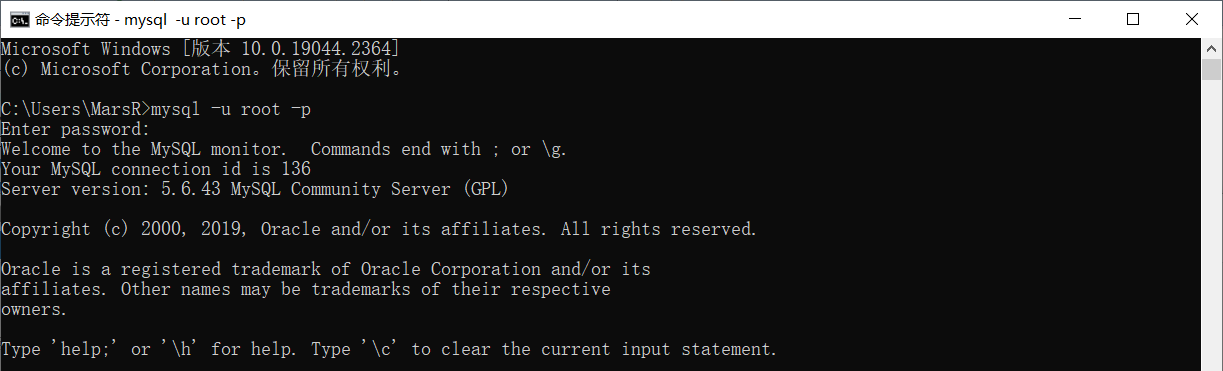 命令提示符 - mysql  -u root -p
Microsoft Windows [版本 10.0.19044.2364]
(c) Microsoft Corporation。保留所有权利。
C:\Users\MarsR>mysql -u root -p
Enter password:
Welcome to the MySQL monitor.  Commands end with ; or \g.
Your MySQL connection id is 136
Server version: 5.6.43 MySQL Community Server (GPL)
Copyright (c) 2000, 2019, Oracle and/or its affiliates. All rights reserved.
Oracle is a registered trademark of Oracle Corporation and/or its
affiliates. Other names may be trademarks of their respective
owners.
Type 'help;' or '\h' for help. Type '\c' to clear the current input statement.